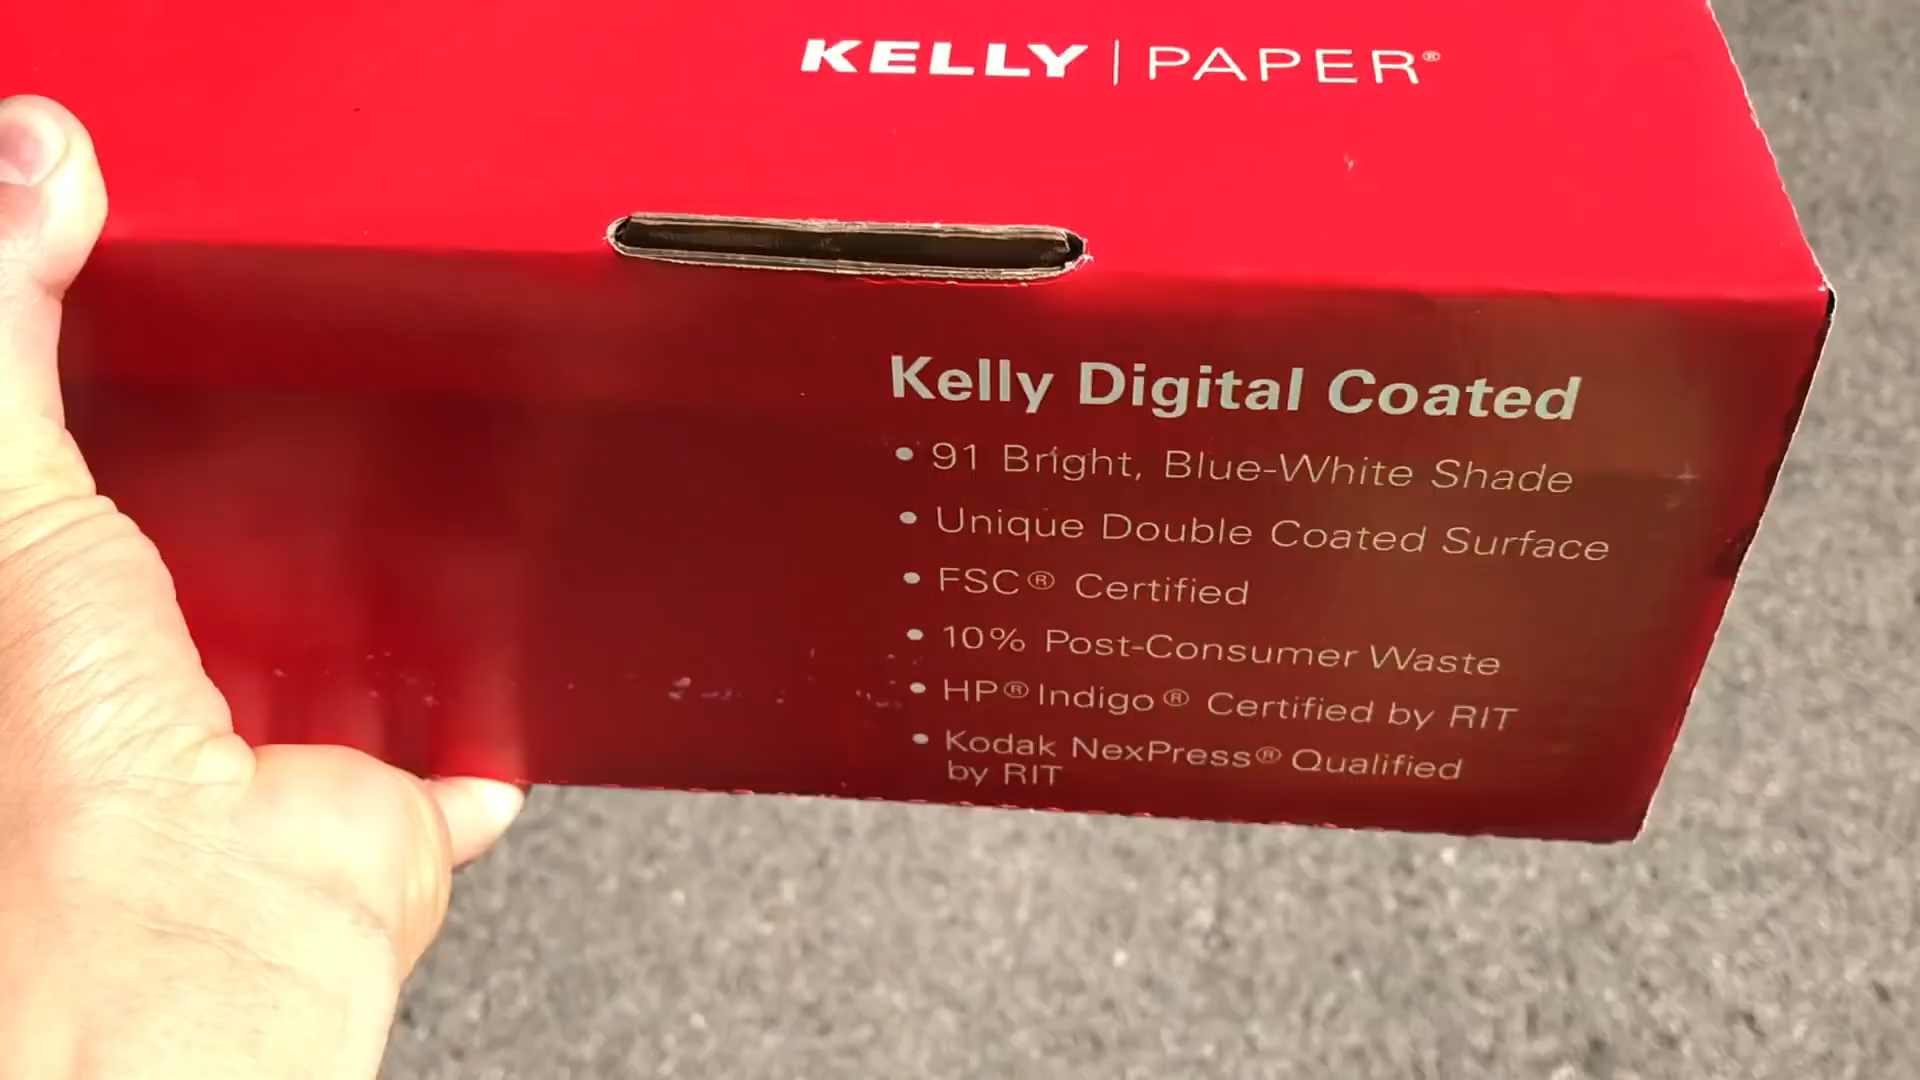 KELLY | PAPER®
Kelly Digital Coated
• 91 Bright, Blue-White Shade
• Unique Double Coated Surface
• FSC® Certified
• 10% Post-Consumer Waste
• HP® Indigo® Certified by RIT
• Kodak NexPress® Qualified
by RIT